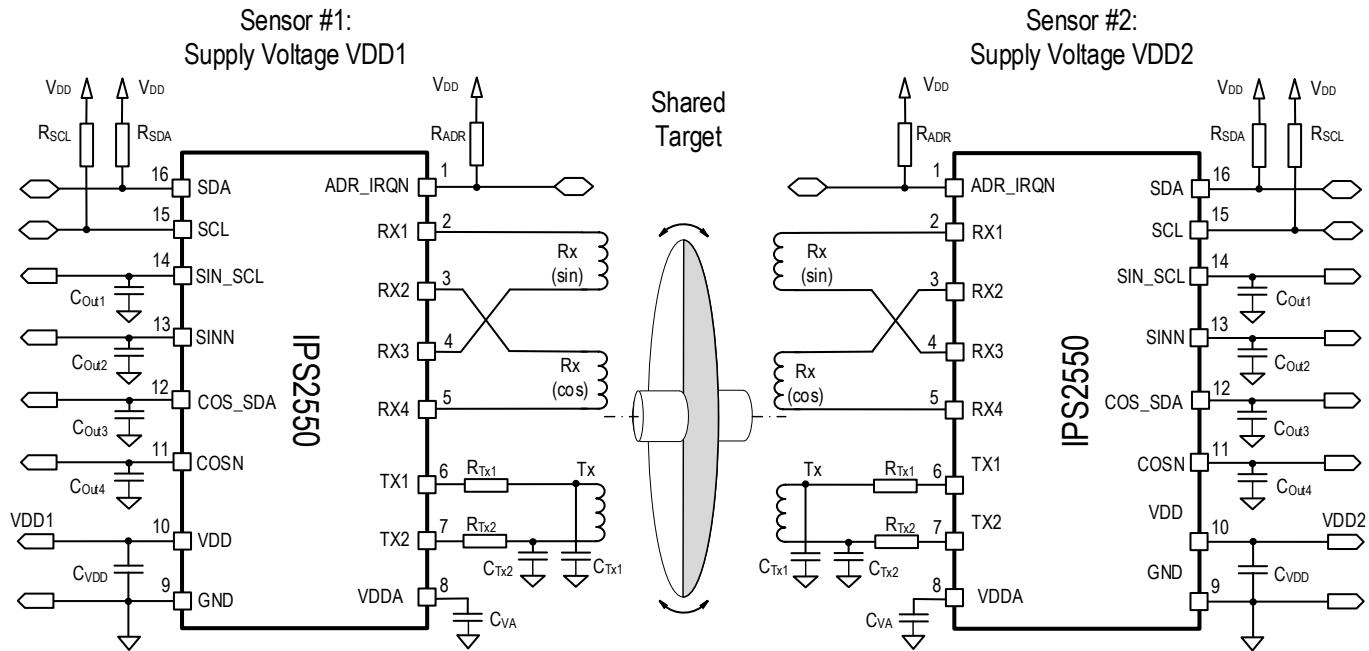 Sensor #1:
Supply Voltage VDD1
Sensor #2:
Supply Voltage VDD2
Shared
Target
VDD
VDD
RSCL
RSDA
VDD
RADR
16
SDA
15
SCL
14
SIN_SCL
COut1
13
SINN
COut2
12
COS_SDA
COut3
11
COSN
COut4
VDD1
10
VDD
CVDD
9
GND
IPS2550
1
ADR_IRQN
2
RX1
Rx
(sin)
3
RX2
4
RX3
Rx
(cos)
5
RX4
6
TX1
RTx1
Tx
7
TX2
RTx2
CTx2
CTx1
8
VDDA
CVA
VDD
RADR
VDD
VDD
RSDA
RSCL
1
ADR_IRQN
2
RX1
Rx
(sin)
3
RX2
4
RX3
Rx
(cos)
5
RX4
TX1
6
RTx1
Tx
TX2
7
RTx2
CTx1
CTx2
8
VDDA
CVA
IPS2550
16
SDA
15
SCL
14
SIN_SCL
COut1
13
SINN
COut2
12
COS_SDA
COut3
11
COSN
COut4
VDD
10
VDD2
CVDD
GND
9